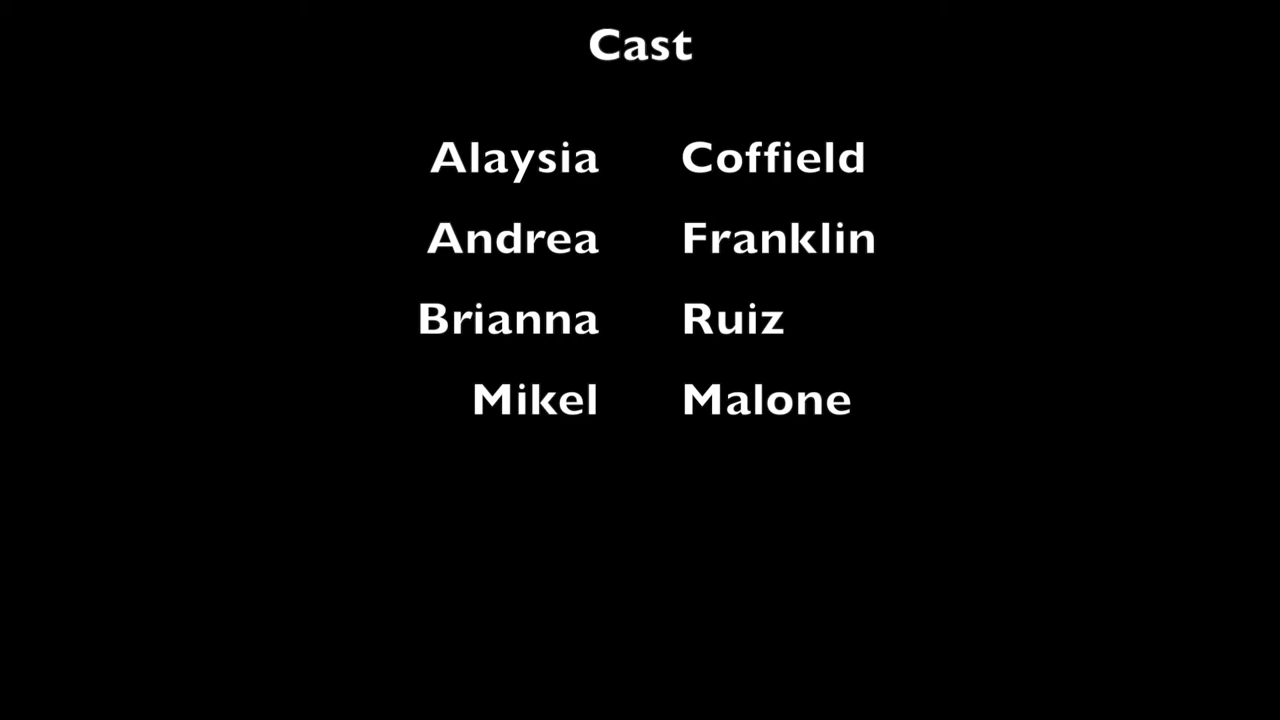 Cast
Alaysia Coffield
Andrea Franklin
Brianna Ruiz
Mikel Malone